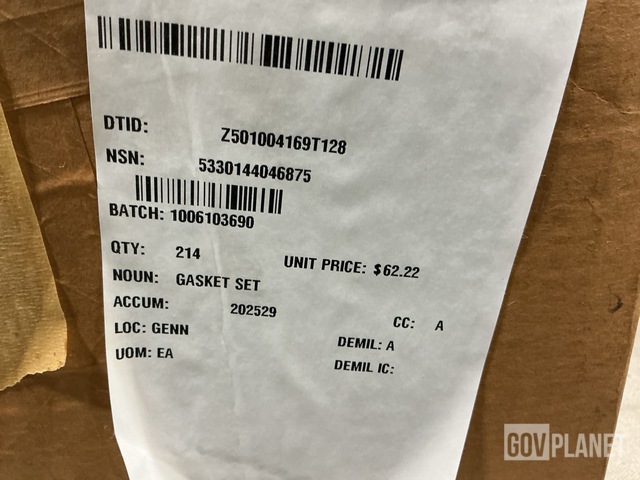 DTID: Z501004169T128
NSN: 5330144046875
BATCH: 1006103690
QTY: 214 UNIT PRICE: $62.22
NOUN: GASKET SET
ACCUM: 202529 CC: A
LOC: GENN DEMIL: A
UOM: EA DEMIL IC:
GOVPLANET